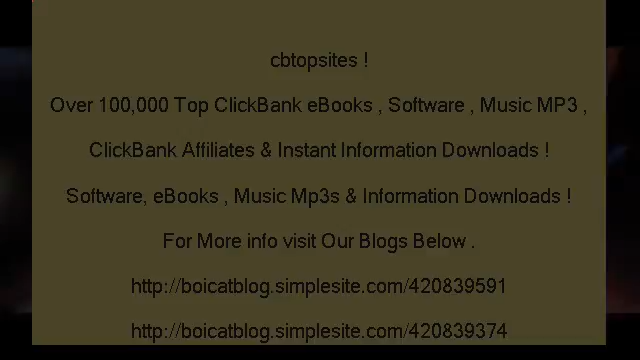 cbtopsites !
Over 100,000 Top ClickBank eBooks , Software , Music MP3 ,
ClickBank Affiliates & Instant Information Downloads !
Software, eBooks , Music Mp3s & Information Downloads !
For More info visit Our Blogs Below .
http://boicatblog.simplesite.com/420839591
http://boicatblog.simplesite.com/420839374